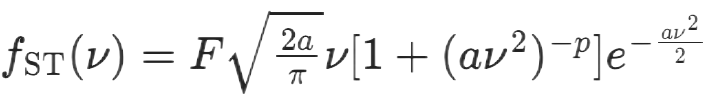 f_ST(ν) = F√(2a/π) ν[1 + (aν²)^{-p}]e^{-aν²/2}